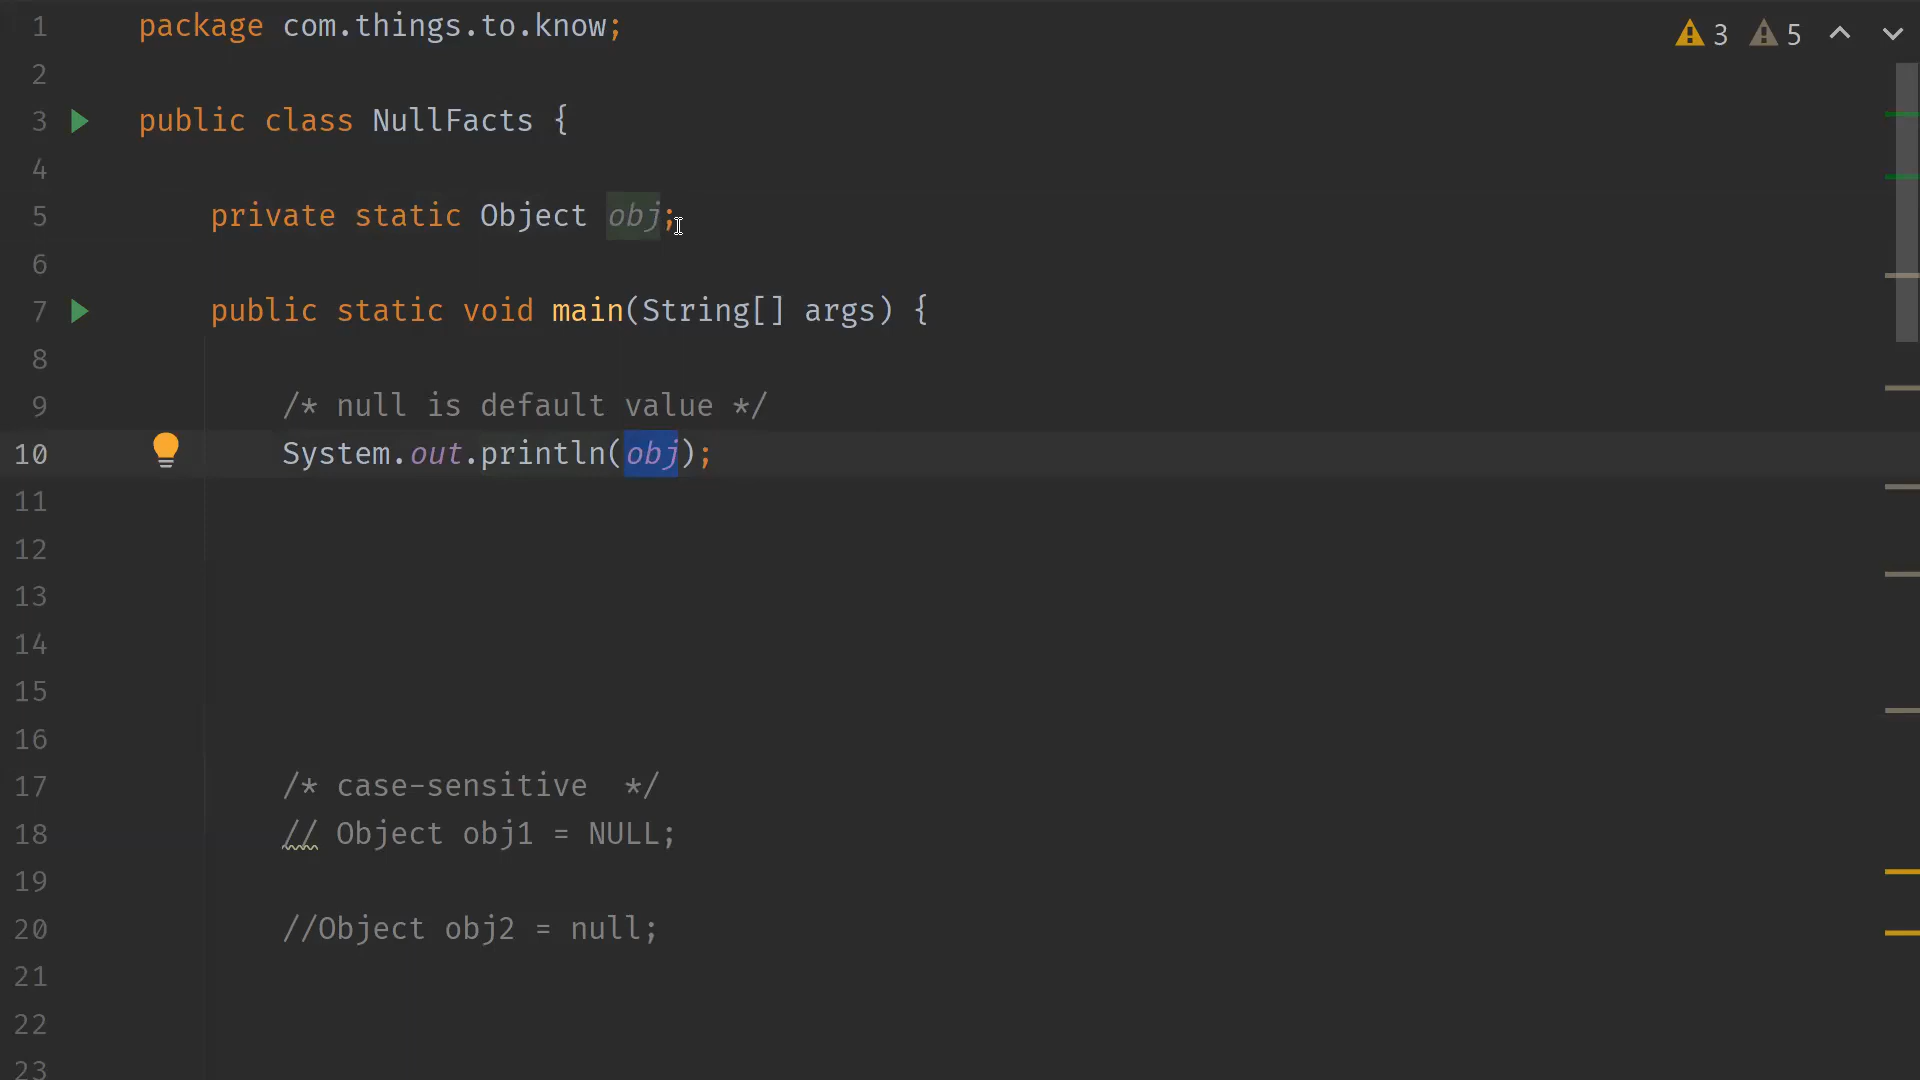 3 5
1 package com.things.to.know;
2
3 public class NullFacts {
4
5 private static Object obj;
6
7 public static void main(String[] args) {
8
9 /* null is default value */
10 System.out.println(obj);
11
12
13
14
15
16
17 /* case-sensitive  */
18 // Object obj1 = NULL;
19
20 //Object obj2 = null;
21
22
23